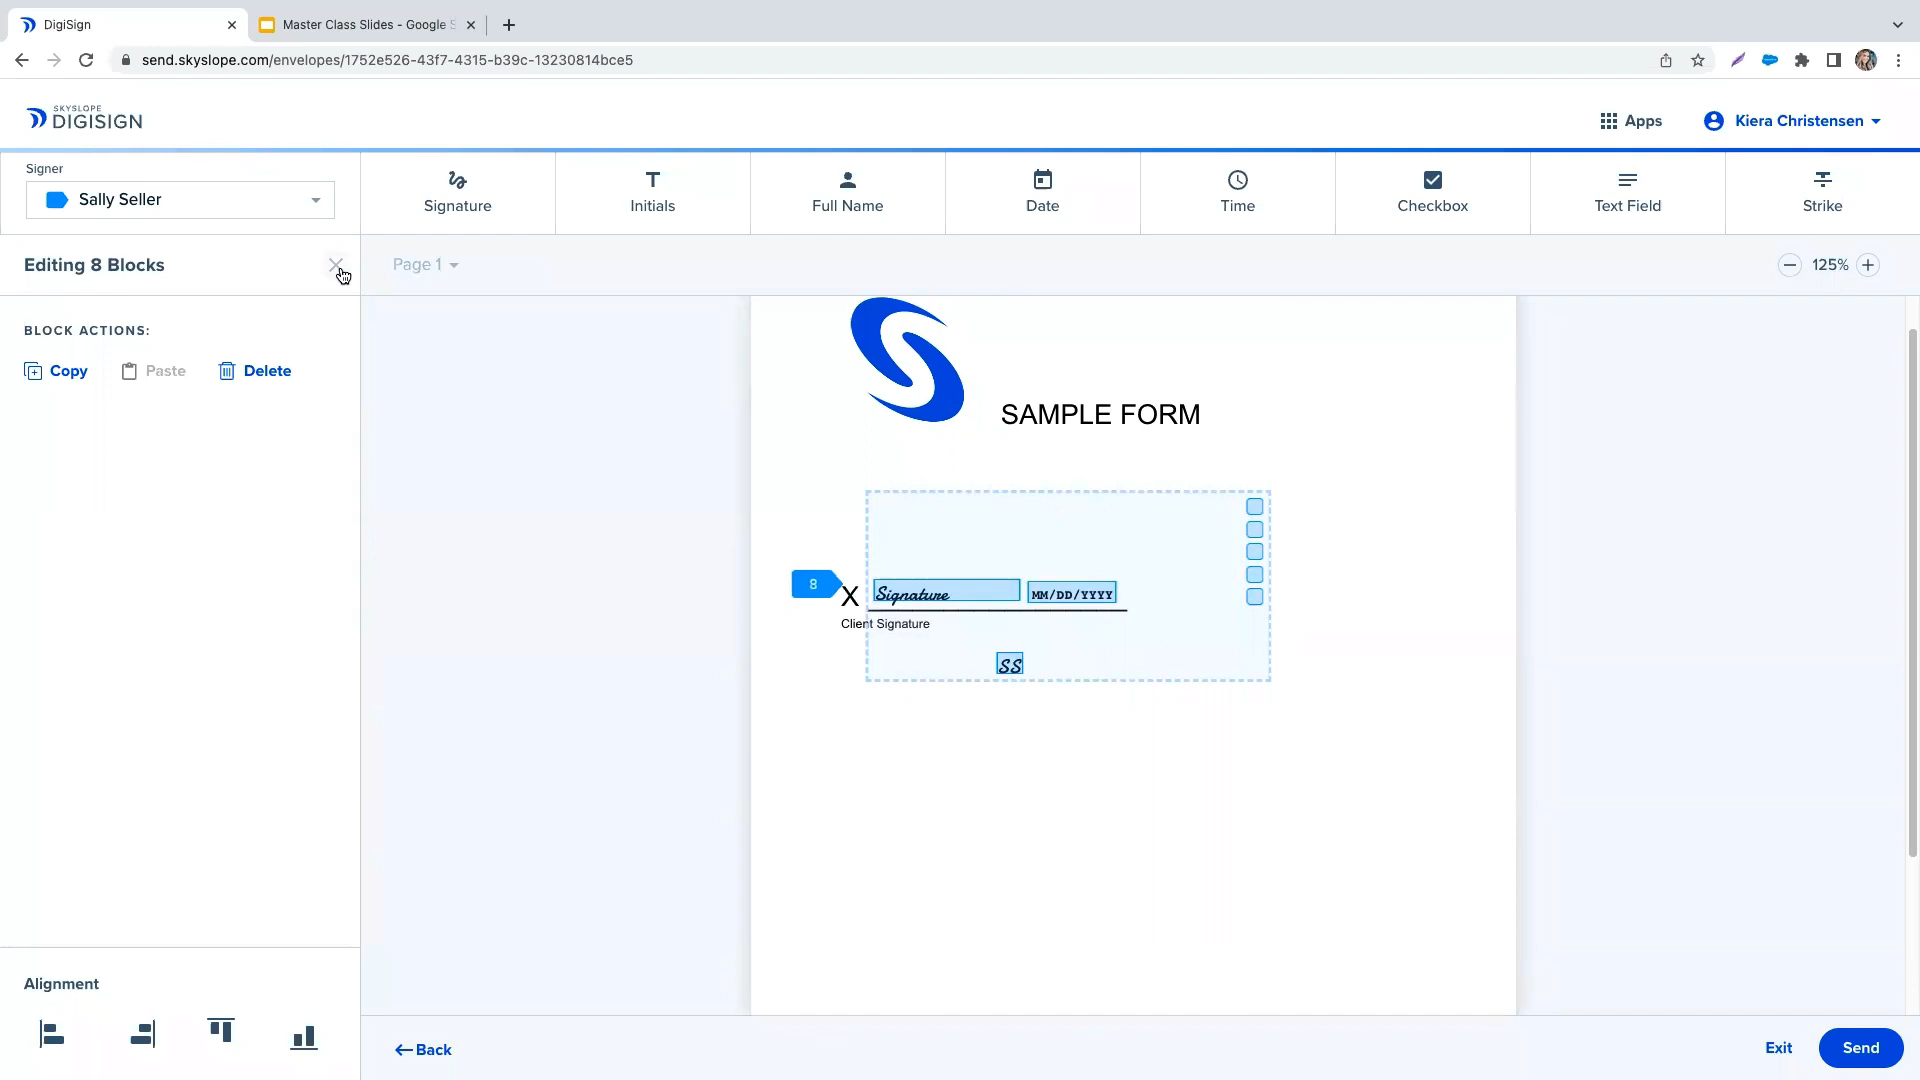 DigiSign
Master Class Slides - Google S
send.skyslope.com/envelopes/1752e526-43f7-4315-b39c-13230814bce5
SKYSLOPE
DIGISIGN
Apps
Kiera Christensen
Signer
Sally Seller
Signature
Initials
Full Name
Date
Time
Checkbox
Text Field
Strike
Editing 8 Blocks
Page 1
125%
BLOCK ACTIONS:
Copy
Paste
Delete
SAMPLE FORM
8
X
Signature
MM/DD/YYYY
Client Signature
SS
Alignment
Back
Exit
Send